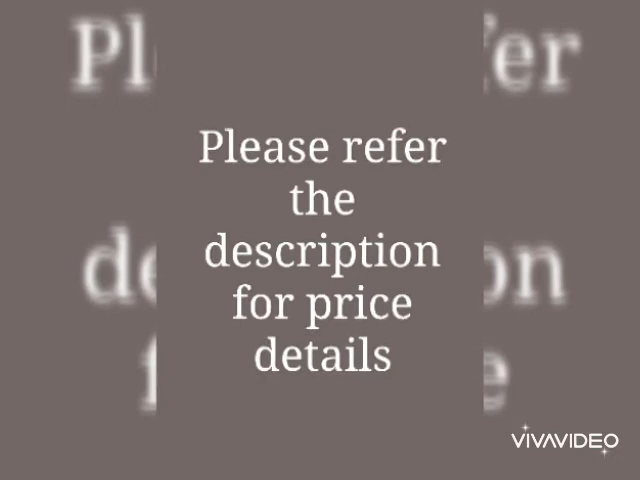 Please refer
the
description
for price
details
VIVAVIDEO